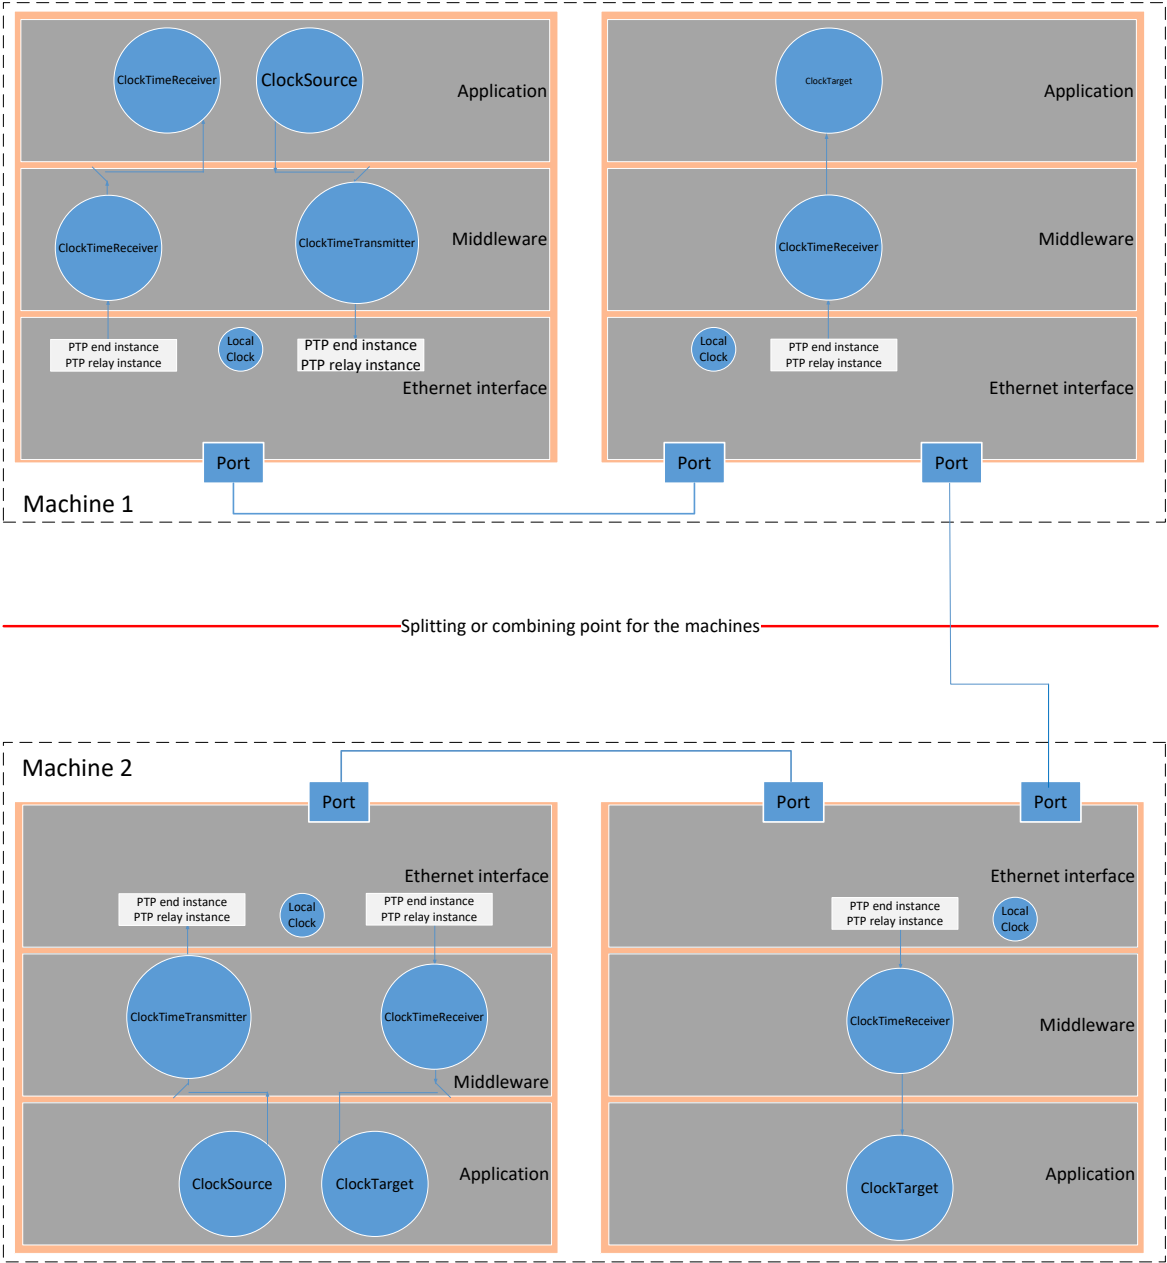 ClockTimeReceiver
ClockSource
Application
ClockTimeReceiver
ClockTimeTransmitter
Middleware
PTP end instance
PTP relay instance
Local
Clock
PTP end instance
PTP relay instance
Ethernet interface
Port
ClockTarget
Application
ClockTimeReceiver
Middleware
Local
Clock
PTP end instance
PTP relay instance
Ethernet interface
Port
Port
Machine 1
Splitting or combining point for the machines
Machine 2
Port
Ethernet interface
PTP end instance
PTP relay instance
Local
Clock
PTP end instance
PTP relay instance
ClockTimeTransmitter
ClockTimeReceiver
Middleware
ClockSource
ClockTarget
Application
Port
Port
Ethernet interface
PTP end instance
PTP relay instance
Local
Clock
ClockTimeReceiver
Middleware
ClockTarget
Application